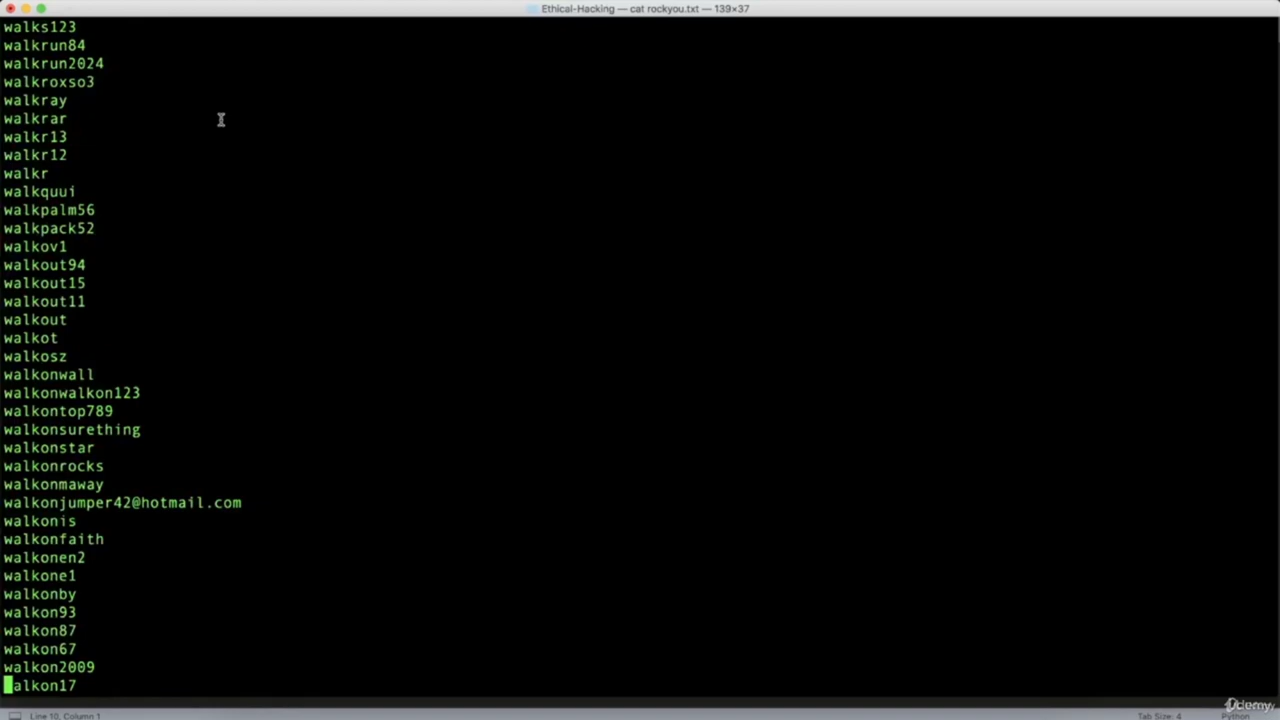 Ethical-Hacking — cat rockyou.txt — 139×37
walks123
walkrun84
walkrun2024
walkroxso3
walkray
walkrar
walkr13
walkr12
walkr
walkquui
walkpalm56
walkpack52
walkov1
walkout94
walkout15
walkout11
walkout
walkot
walkosz
walkonwall
walkonwalkon123
walkontop789
walkonsurething
walkonstar
walkonrocks
walkonmaway
walkonjumper42@hotmail.com
walkonis
walkonfaith
walkonen2
walkone1
walkonby
walkon93
walkon87
walkon67
walkon2009
alkon17
Udemy
Line 10, Column 1
Tab Size: 4
Python